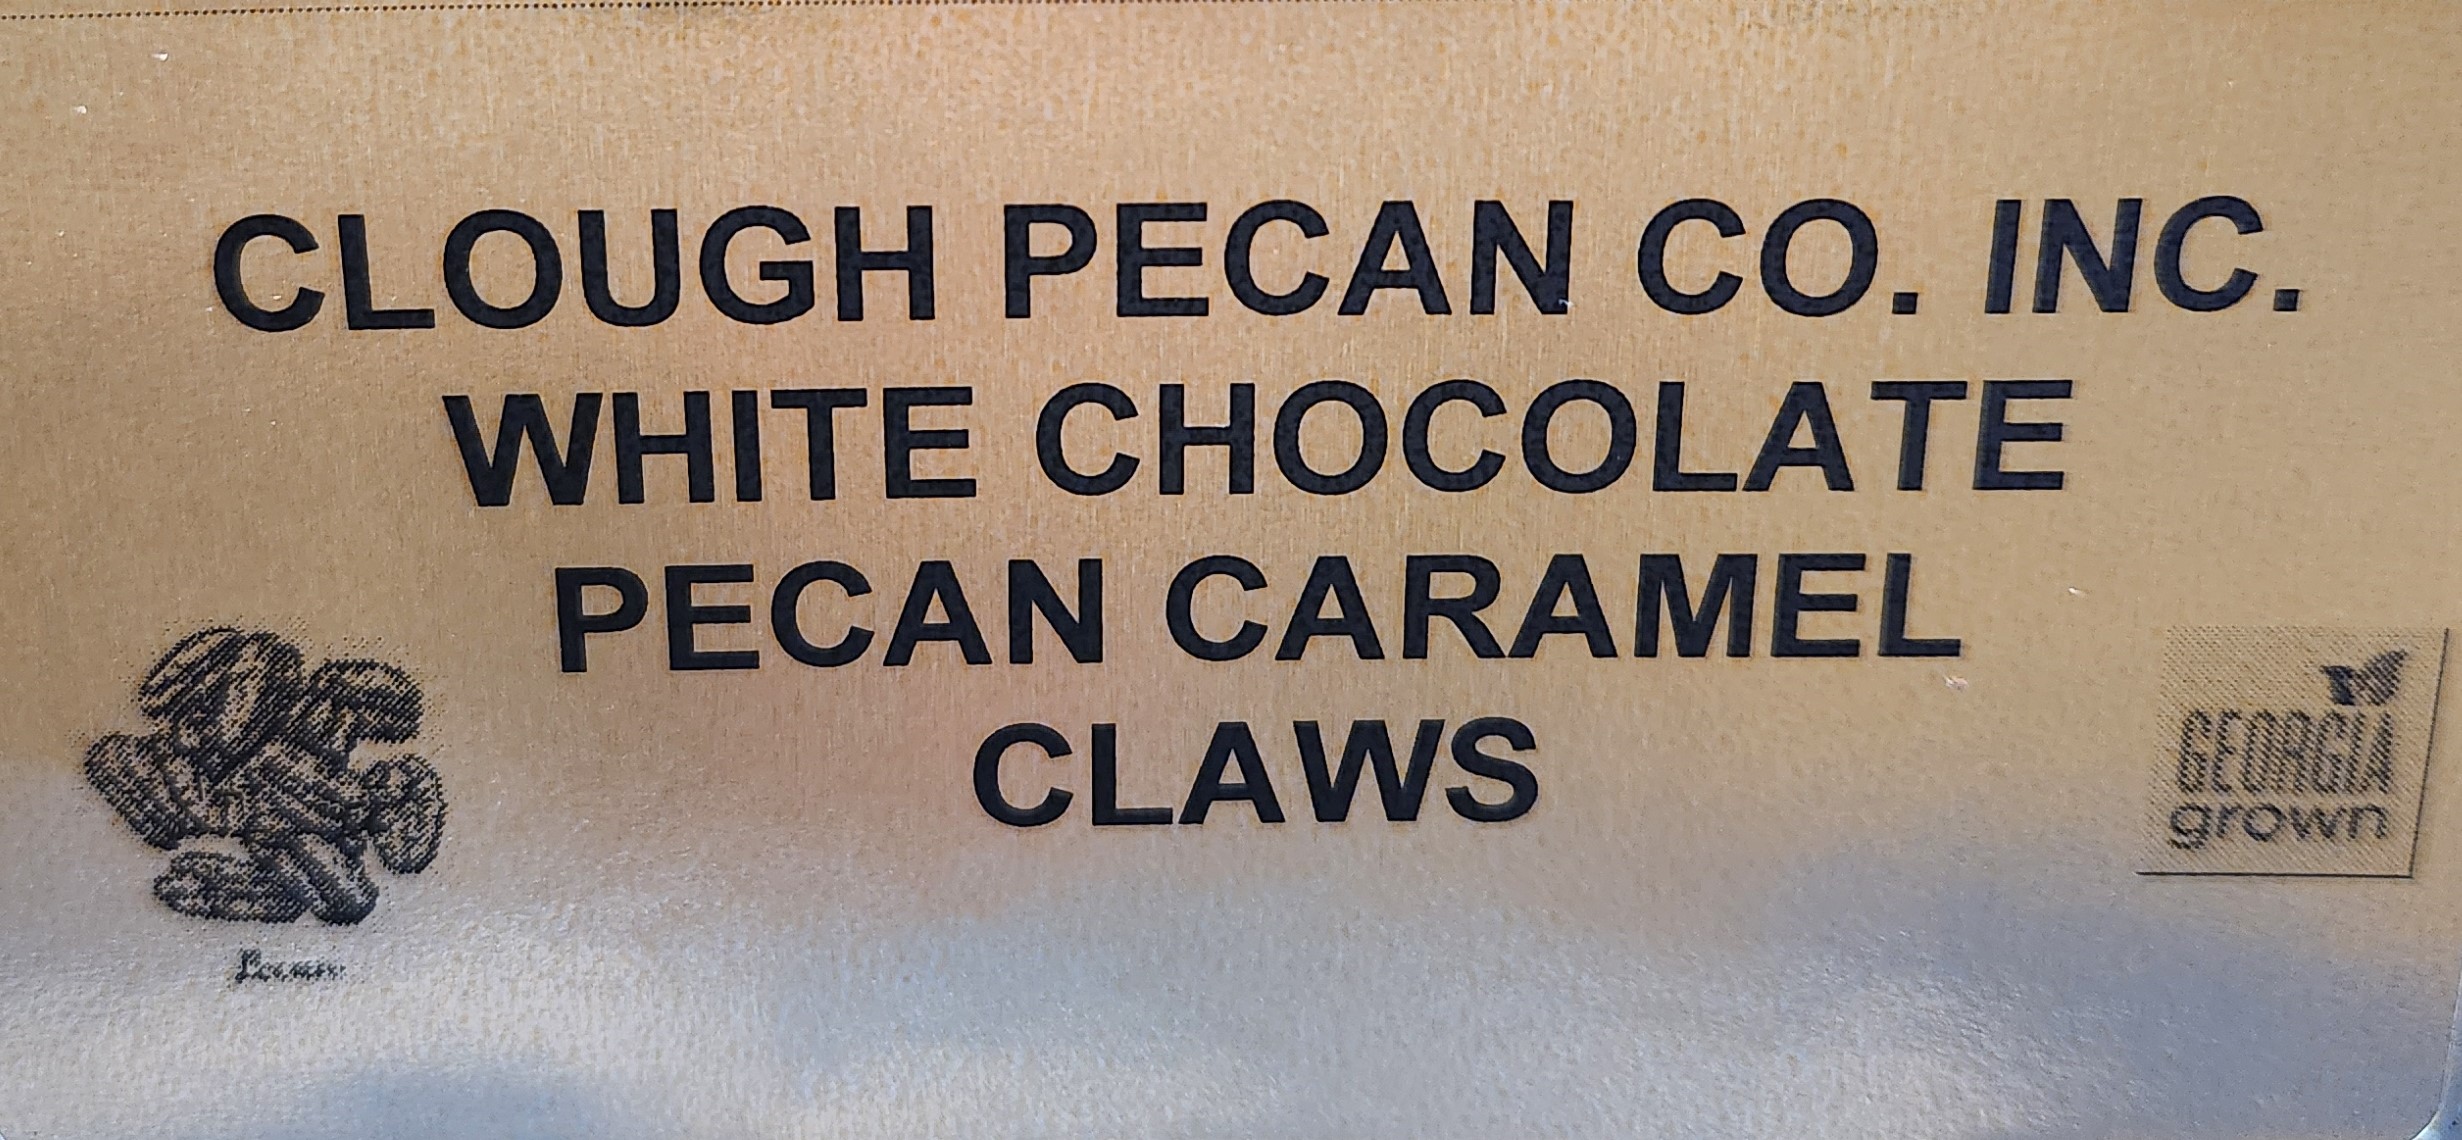 CLOUGH PECAN CO. INC.
WHITE CHOCOLATE
PECAN CARAMEL
CLAWS
GEORGIA
grown